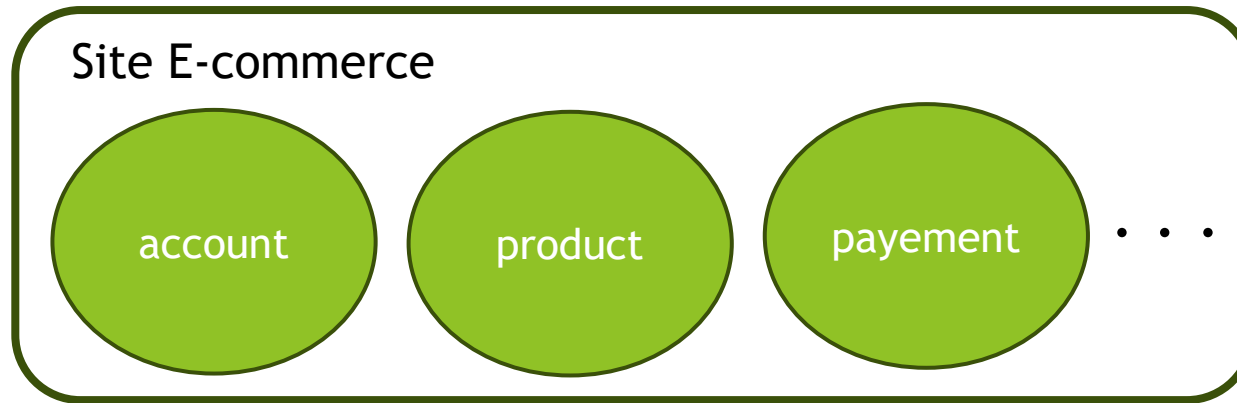 Site E-commerce
account
product
payement
. . .